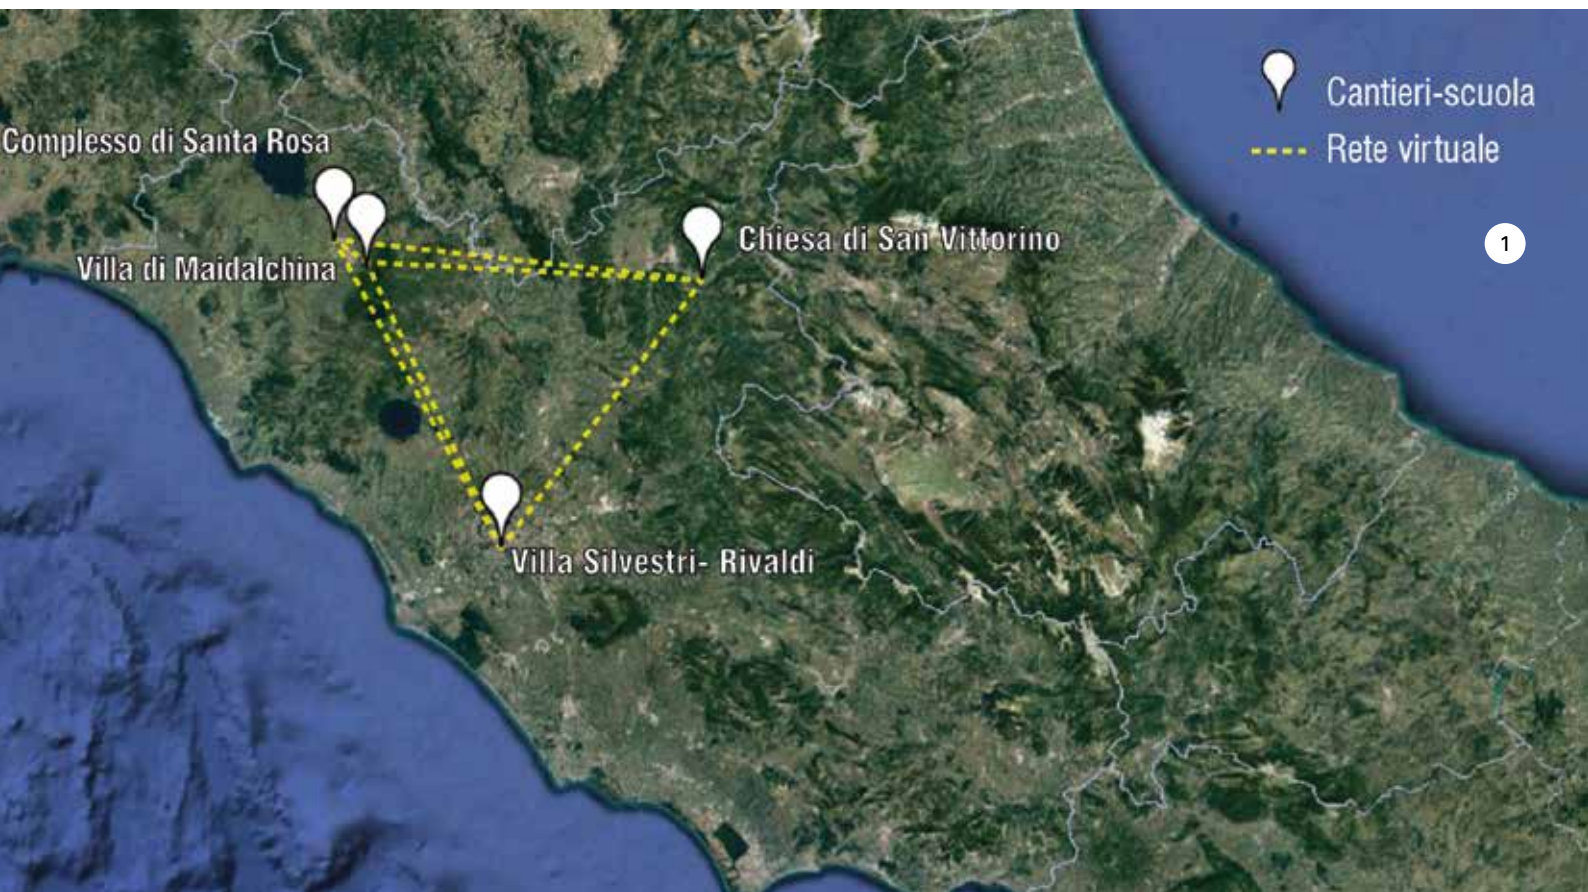 Cantieri-scuola
Rete virtuale
Complesso di Santa Rosa
Villa di Maidalchina
Chiesa di San Vittorino
1
Villa Silvestri- Rivaldi